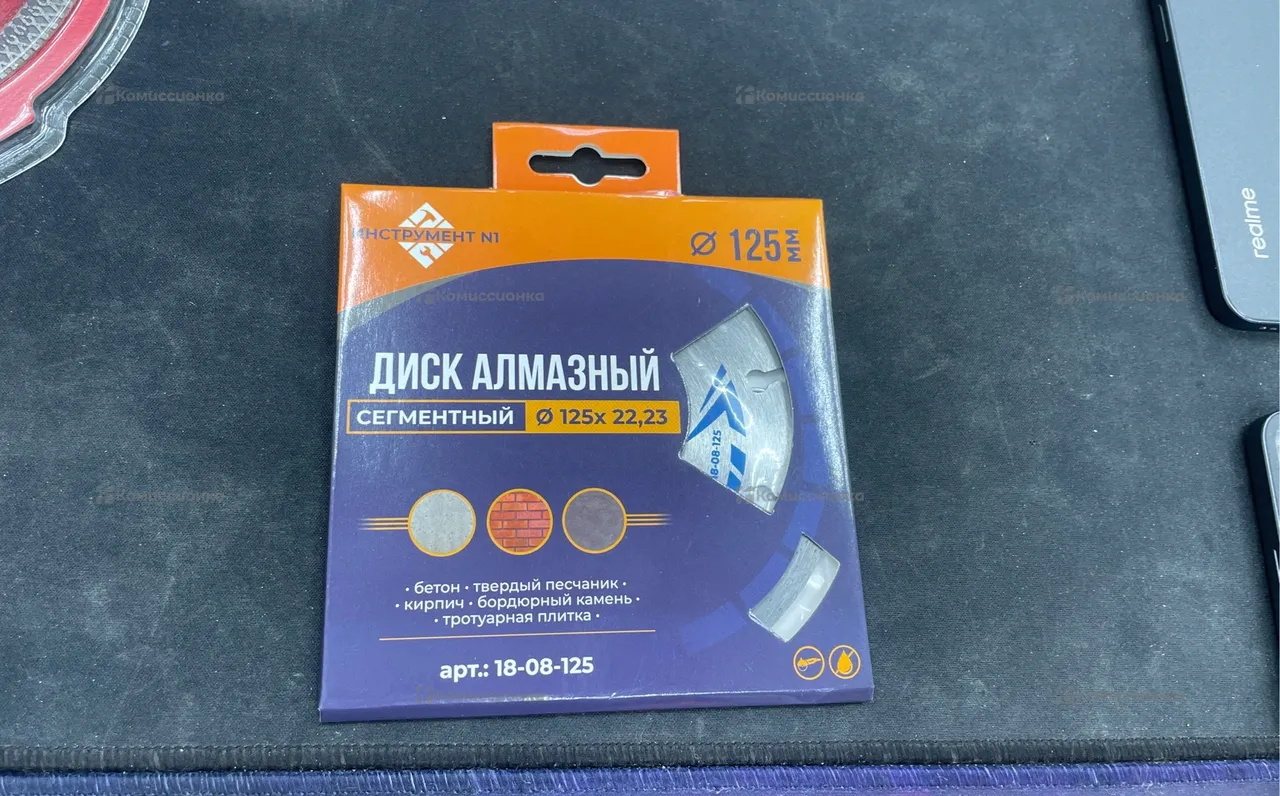 Комиссионка
Комиссионка
ИНСТРУМЕНТ N1
Ø 125 мм
realme
Комиссионка
Комиссионка
ДИСК АЛМАЗНЫЙ
СЕГМЕНТНЫЙ Ø 125x 22,23
18-08-125
Комиссионка
Комиссионка
• бетон • твердый песчаник •
• кирпич • бордюрный камень •
• тротуарная плитка •
арт.: 18-08-125